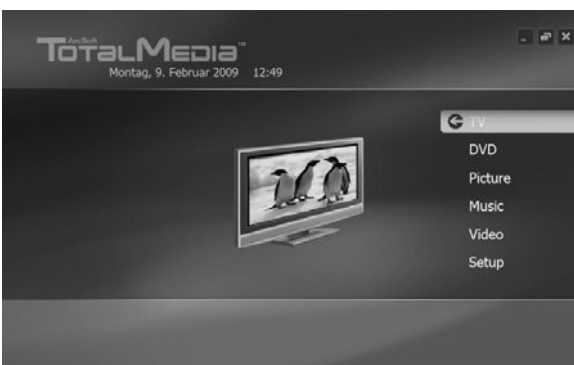 ArcSoft
TOTALMEDIA™
Montag, 9. Februar 2009 12:49
TV
DVD
Picture
Music
Video
Setup